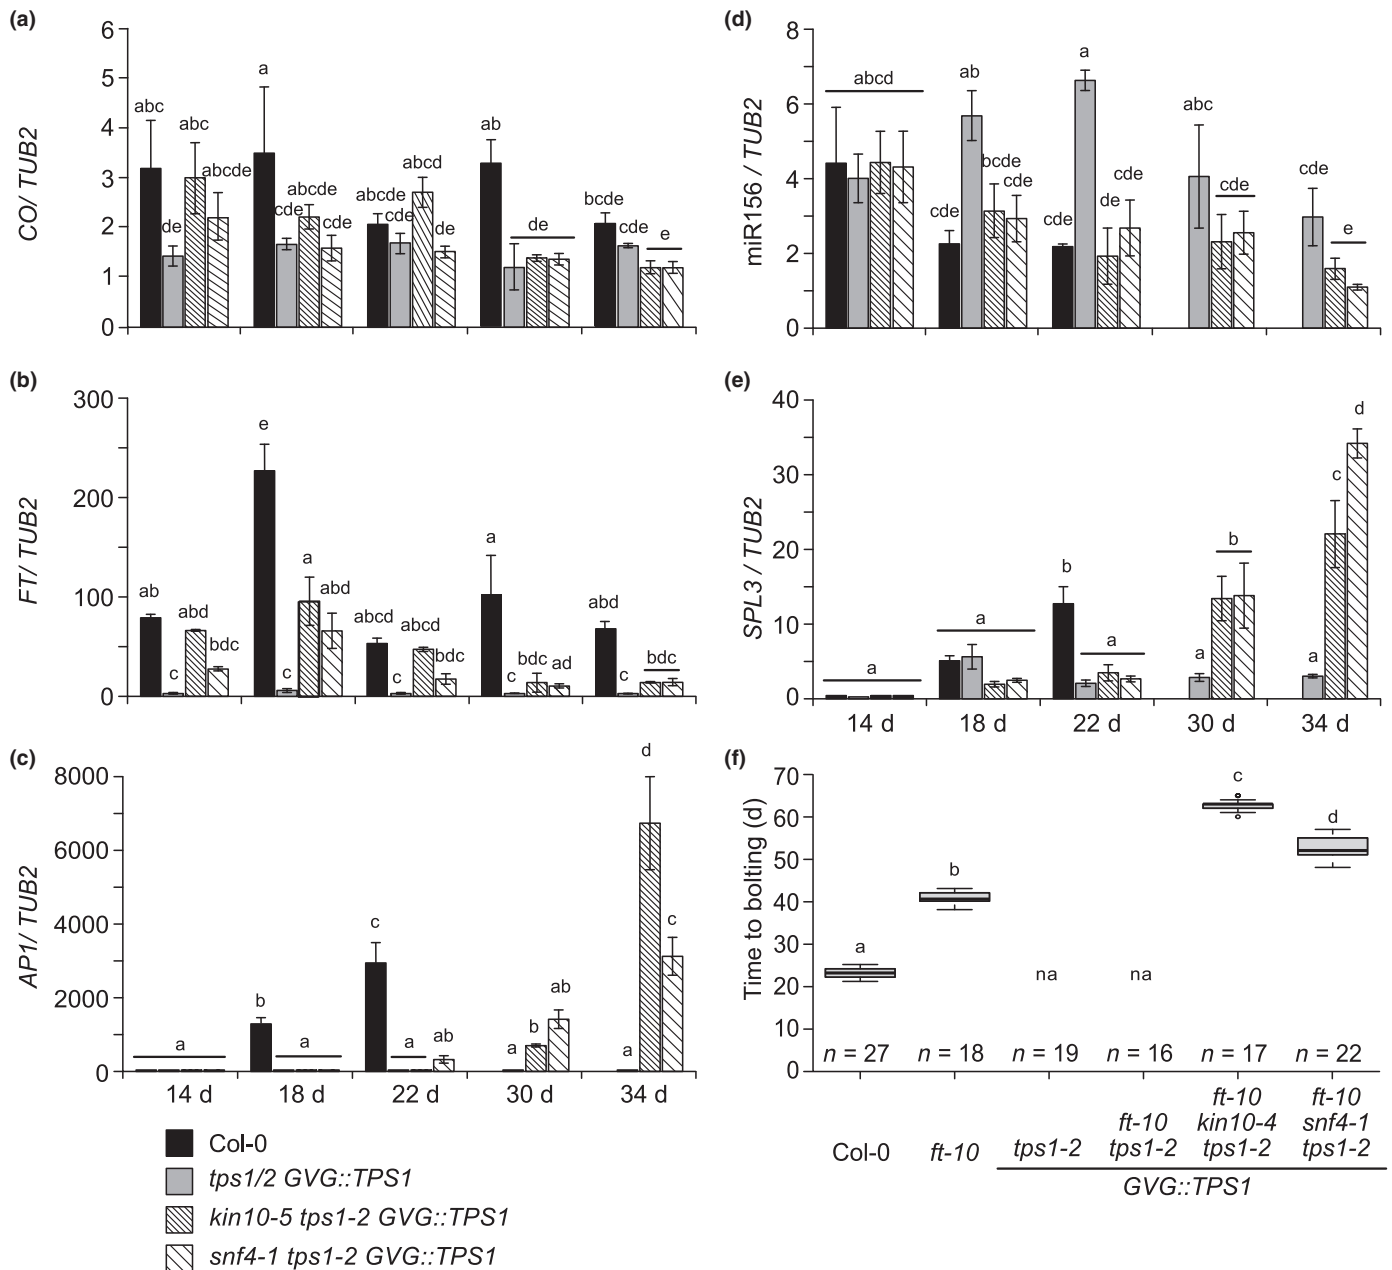 (a)
CO/ TUB2
6
5
4
3
2
1
0
abc
de
abc
abcde
a
cde
abcde
cde
abcde
cde
abcd
de
ab
de
bcde
cde
e
(b)
FT/ TUB2
300
200
100
0
ab
c
abd
bdc
e
c
a
abd
abcd
c
abcd
bdc
a
c
bdc
ad
abd
c
bdc
(c)
AP1/ TUB2
8000
6000
4000
2000
0
a
b
a
c
a
ab
a
b
ab
a
d
c
14 d 18 d 22 d 30 d 34 d
Col-0
tps1/2 GVG::TPS1
kin10-5 tps1-2 GVG::TPS1
snf4-1 tps1-2 GVG::TPS1
(d)
miR156 / TUB2
8
6
4
2
0
abcd
cde
ab
bcde
cde
cde
a
de
cde
abc
cde
cde
e
(e)
SPL3 / TUB2
40
30
20
10
0
a
a
b
a
a
b
a
c
d
14 d 18 d 22 d 30 d 34 d
(f)
Time to bolting (d)
70
60
50
40
30
20
10
0
a
b
na
na
c
d
n = 27 n = 18 n = 19 n = 16 n = 17 n = 22
Col-0
ft-10
tps1-2
ft-10
tps1-2
ft-10
kin10-4
tps1-2
ft-10
snf4-1
tps1-2
GVG::TPS1